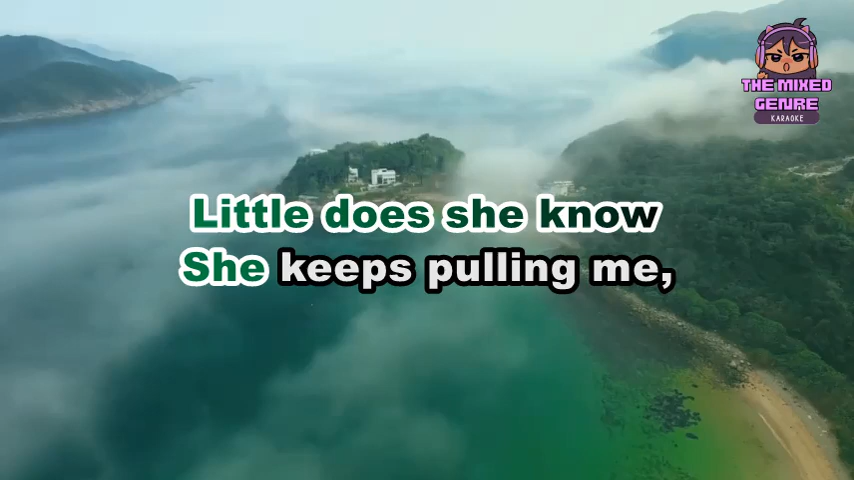 THE MIXED
GENRE
KARAOKE
Little does she know
She keeps pulling me,